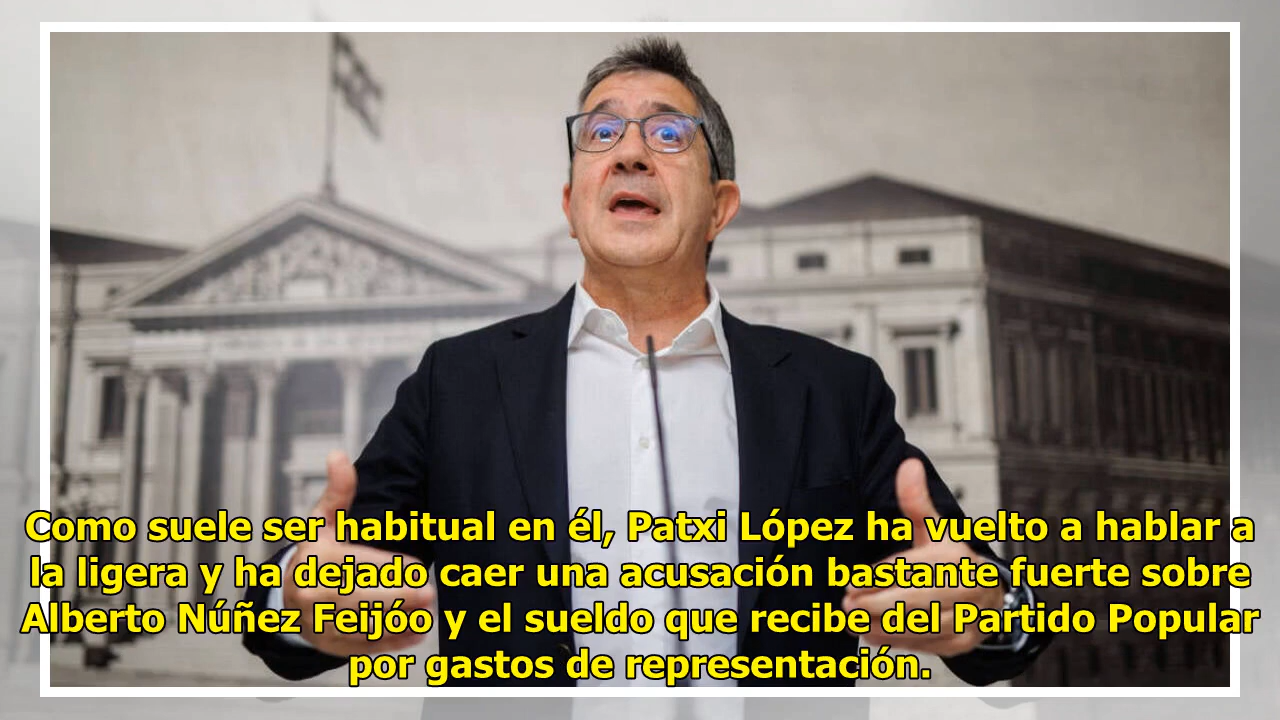 Como suele ser habitual en él, Patxi López ha vuelto a hablar a
la ligera y ha dejado caer una acusación bastante fuerte sobre
Alberto Núñez Feijóo y el sueldo que recibe del Partido Popular
por gastos de representación.